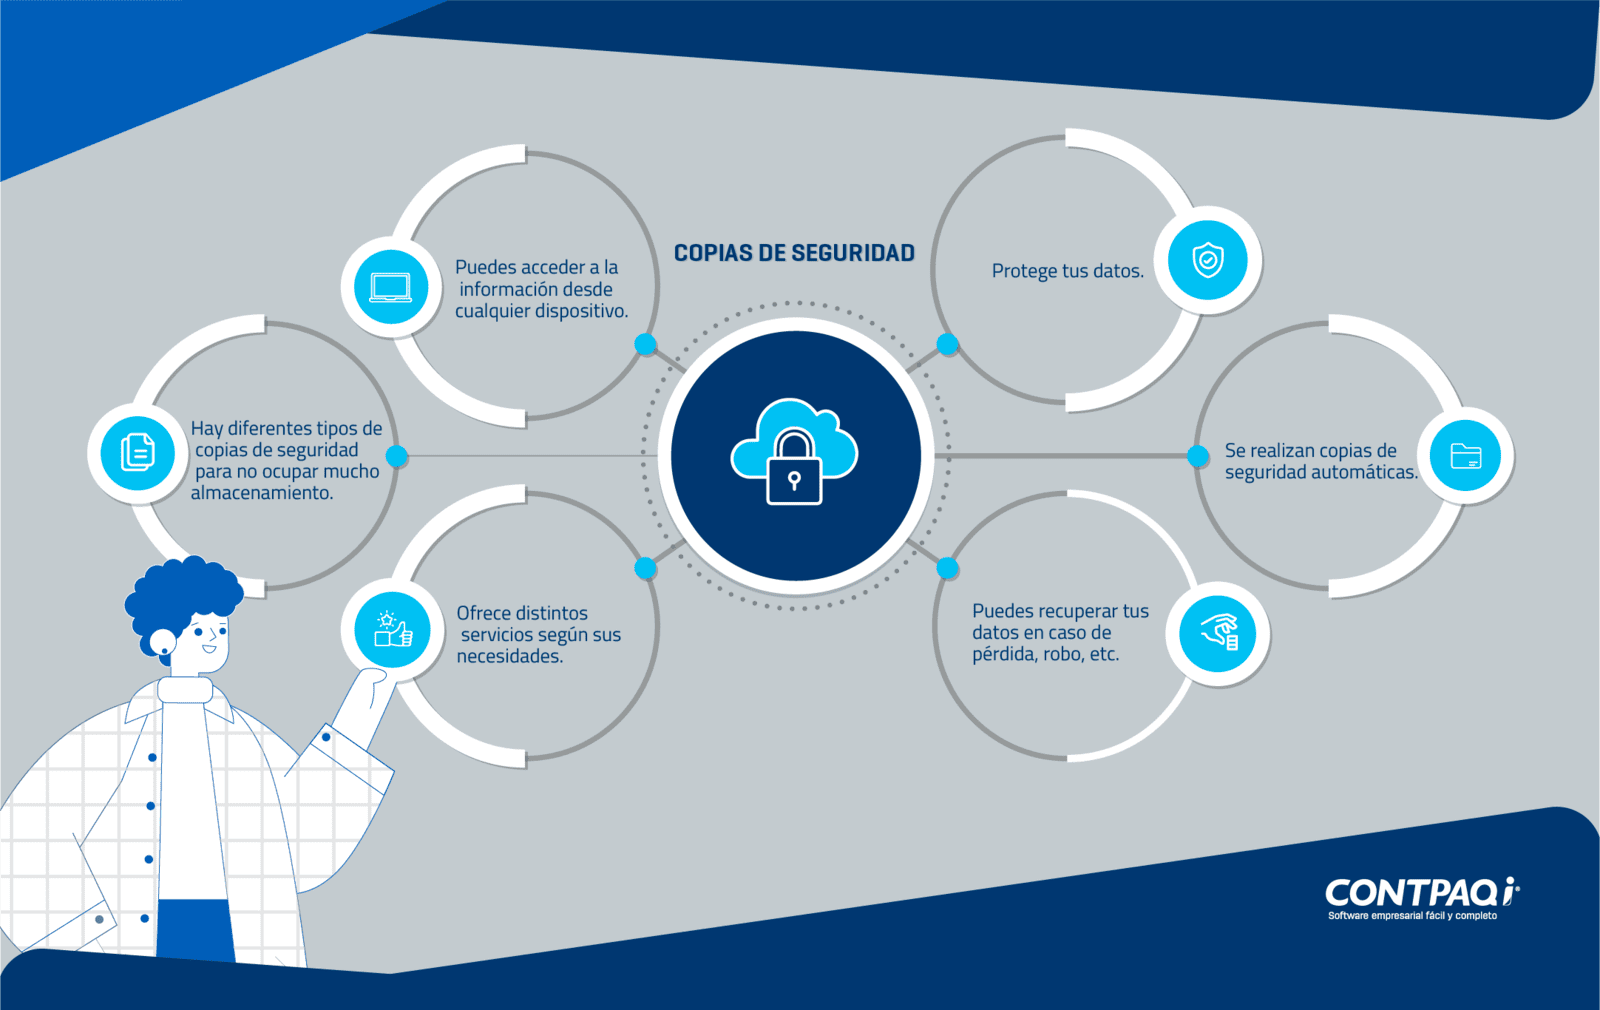 COPIAS DE SEGURIDAD
Puedes acceder a la
información desde
cualquier dispositivo.
Protege tus datos.
Hay diferentes tipos de
copias de seguridad
para no ocupar mucho
almacenamiento.
Se realizan copias de
seguridad automáticas.
Ofrece distintos
servicios según sus
necesidades.
Puedes recuperar tus
datos en caso de
pérdida, robo, etc.
CONTPAQi®
Software empresarial fácil y completo